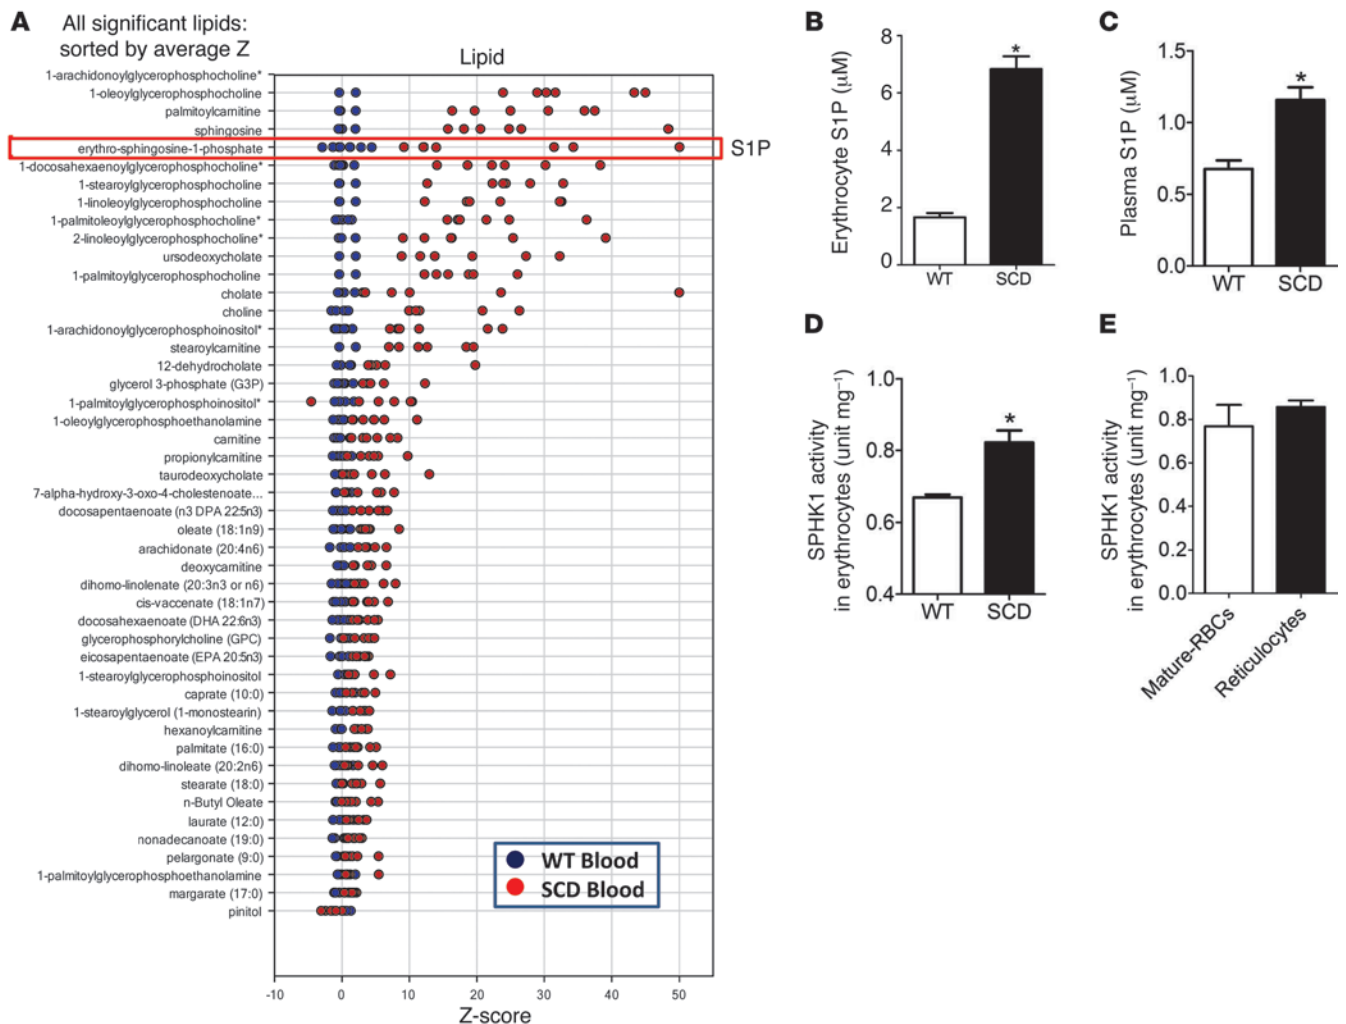 A
All significant lipids:
sorted by average Z
Lipid
1-arachidonoylglycerophosphocholine*
1-oleoylglycerophosphocholine
palmitoylcarnitine
sphingosine
erythro-sphingosine-1-phosphate
S1P
1-docosahexaenoylglycerophosphocholine*
1-stearoylglycerophosphocholine
1-linoleoylglycerophosphocholine
1-palmitoleoylglycerophosphocholine*
2-linoleoylglycerophosphocholine*
ursodeoxycholate
1-palmitoylglycerophosphocholine
cholate
choline
1-arachidonoylglycerophosphoinositol*
stearoylcarnitine
12-dehydrocholate
glycerol 3-phosphate (G3P)
1-palmitoylglycerophosphoinositol*
1-oleoylglycerophosphoethanolamine
carnitine
propionylcarnitine
taurodeoxycholate
7-alpha-hydroxy-3-oxo-4-cholestenoate...
docosapentaenoate (n3 DPA 22:5n3)
oleate (18:1n9)
arachidonate (20:4n6)
deoxycarnitine
dihomo-linolenate (20:3n3 or n6)
cis-vaccenate (18:1n7)
docosahexaenoate (DHA 22:6n3)
glycerophosphorylcholine (GPC)
eicosapentaenoate (EPA 20:5n3)
1-stearoylglycerophosphoinositol
caprate (10:0)
1-stearoylglycerol (1-monostearin)
hexanoylcarnitine
palmitate (16:0)
dihomo-linoleate (20:2n6)
stearate (18:0)
n-Butyl Oleate
laurate (12:0)
nonadecanoate (19:0)
pelargonate (9:0)
1-palmitoylglycerophosphoethanolamine
margarate (17:0)
pinitol
WT Blood
SCD Blood
-10 0 10 20 30 40 50
Z-score
B
Erythrocyte S1P (µM)
8
6
4
2
0
*
WT SCD
C
Plasma S1P (µM)
1.5
1.0
0.5
0.0
*
WT SCD
D
SPHK1 activity
in erythrocytes (unit mg⁻¹)
1.0
0.8
0.6
0.4
*
WT SCD
E
SPHK1 activity
in erythrocytes (unit mg⁻¹)
1.0
0.8
0.6
0.4
0.2
0.0
Mature-RBCs
Reticulocytes